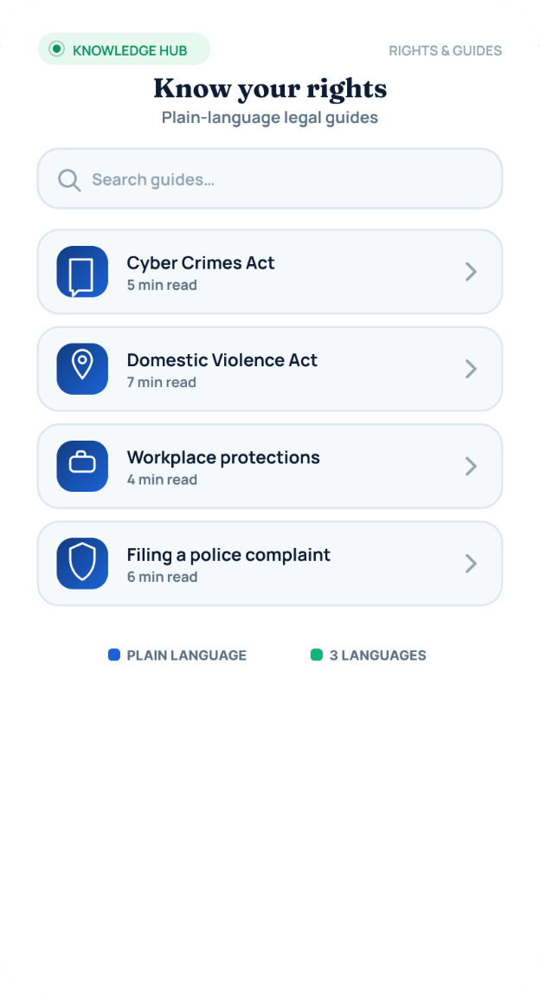 KNOWLEDGE HUB
RIGHTS & GUIDES
Know your rights
Plain-language legal guides
Search guides…
Cyber Crimes Act
5 min read
Domestic Violence Act
7 min read
Workplace protections
4 min read
Filing a police complaint
6 min read
PLAIN LANGUAGE
3 LANGUAGES